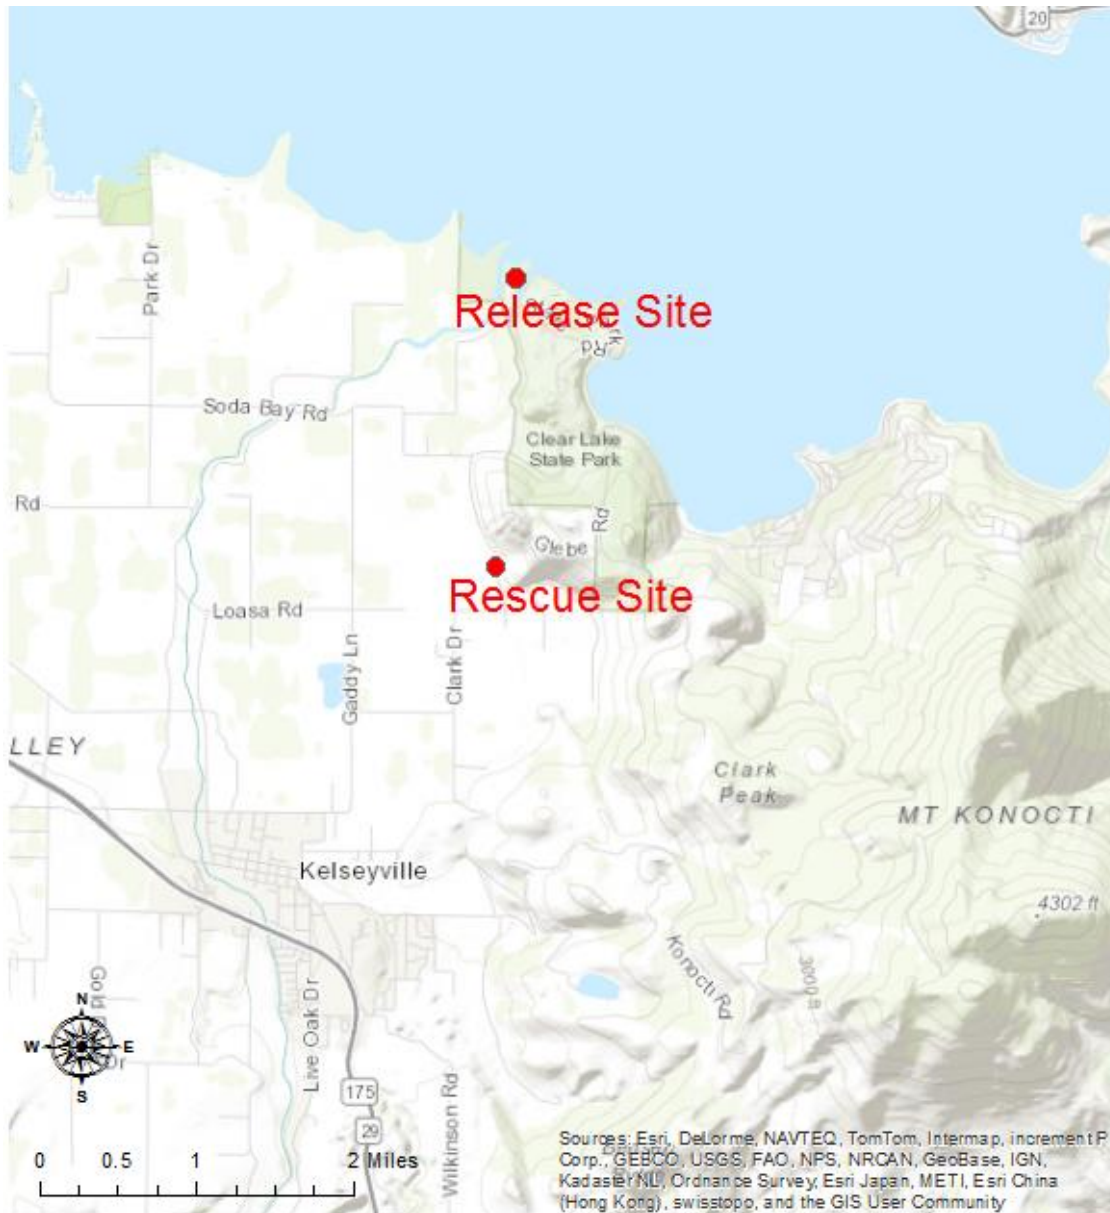 20
Park Dr
Release Site
Rd
Soda Bay Rd
Clear Lake
State Park
Rd
Rd
Glebe
Rescue Site
Loasa Rd
Gaddy Ln
Clark Dr
LLEY
Clark
Peak
MT KONOCTI
Kelseyville
4302 ft
Konocti Rd
3000 ft
N
W
E
S
Dr
Live Oak Dr
175
29
Wilkinson Rd
0 0.5 1 2 Miles
Sources: Esri, DeLorme, NAVTEQ, TomTom, Intermap, increment P
Corp., GEBCO, USGS, FAO, NPS, NRCAN, GeoBase, IGN,
Kadaster NL, Ordnance Survey, Esri Japan, METI, Esri China
(Hong Kong), swisstopo, and the GIS User Community